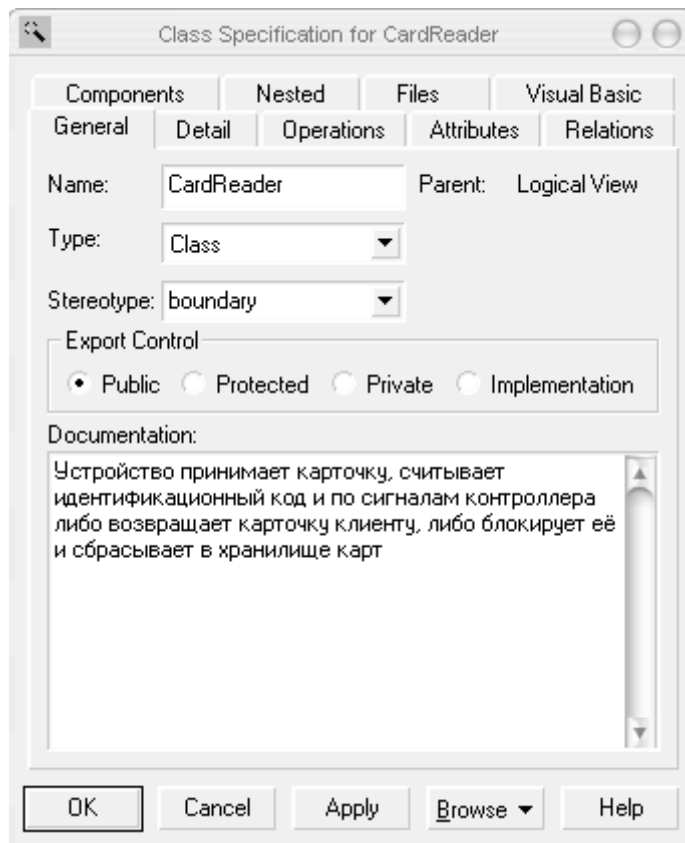 Class Specification for CardReader
Components Nested Files Visual Basic
General Detail Operations Attributes Relations
Name: CardReader Parent: Logical View
Type: Class
Stereotype: boundary
Export Control
Public Protected Private Implementation
Documentation:
Устройство принимает карточку, считывает
идентификационный код и по сигналам контроллера
либо возвращает карточку клиенту, либо блокирует её
и сбрасывает в хранилище карт
OK Cancel Apply Browse Help